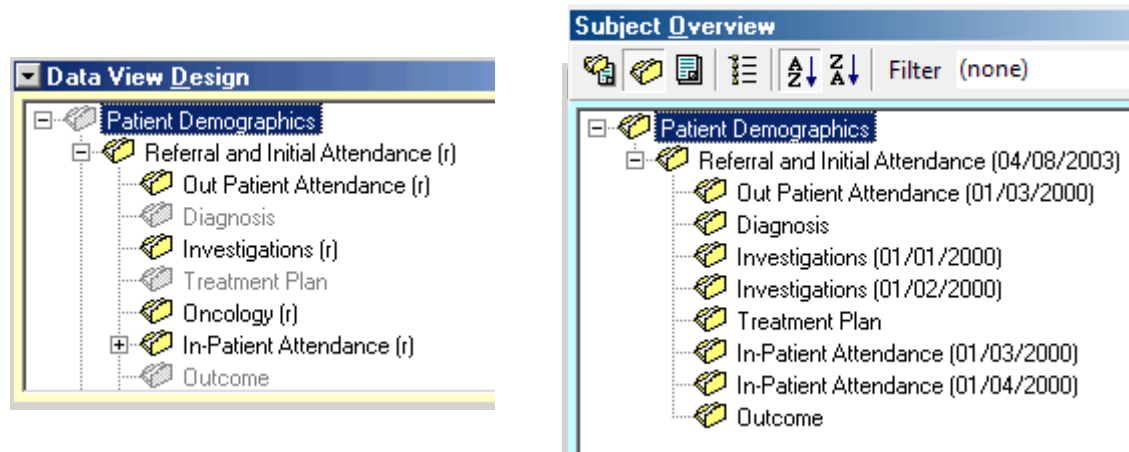 Data View Design
Patient Demographics
Referral and Initial Attendance (r)
Out Patient Attendance (r)
Diagnosis
Investigations (r)
Treatment Plan
Oncology (r)
In-Patient Attendance (r)
Outcome
Subject Overview
A Z Z A Filter (none)
Patient Demographics
Referral and Initial Attendance (04/08/2003)
Out Patient Attendance (01/03/2000)
Diagnosis
Investigations (01/01/2000)
Investigations (01/02/2000)
Treatment Plan
In-Patient Attendance (01/03/2000)
In-Patient Attendance (01/04/2000)
Outcome